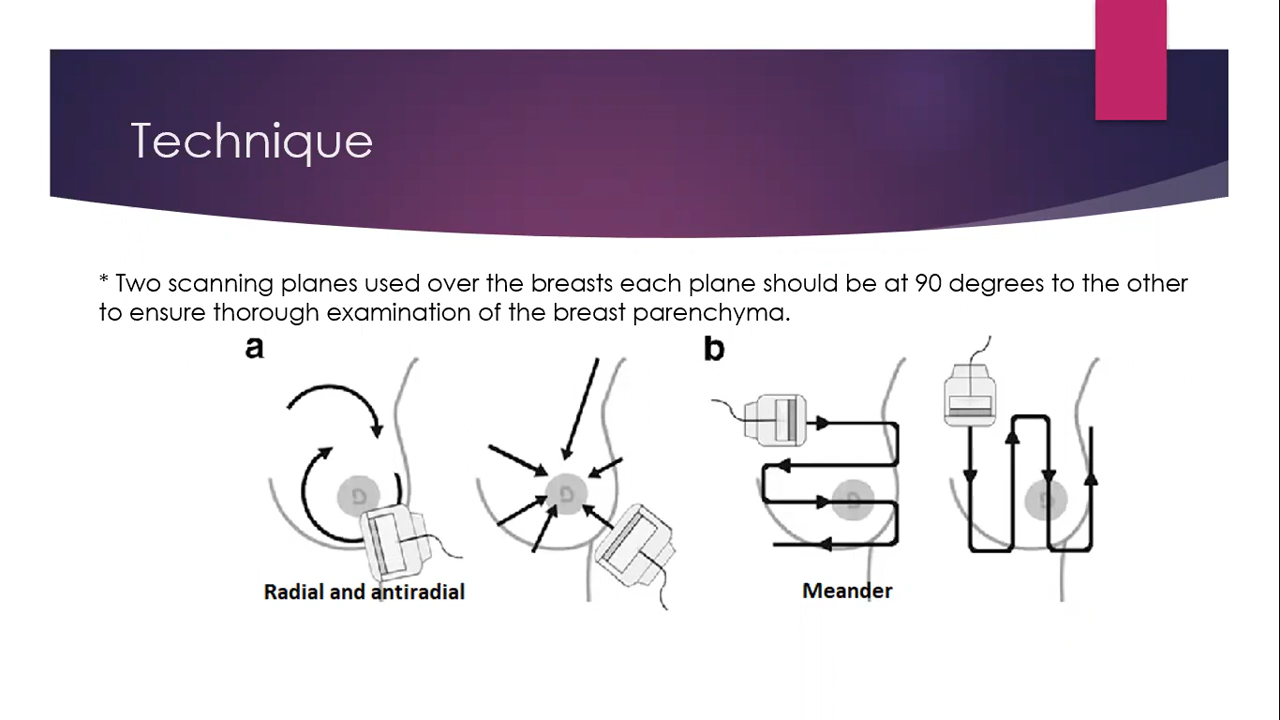 Technique
* Two scanning planes used over the breasts each plane should be at 90 degrees to the other
to ensure thorough examination of the breast parenchyma.
a
b
D
D
D
D
Radial and antiradial
Meander